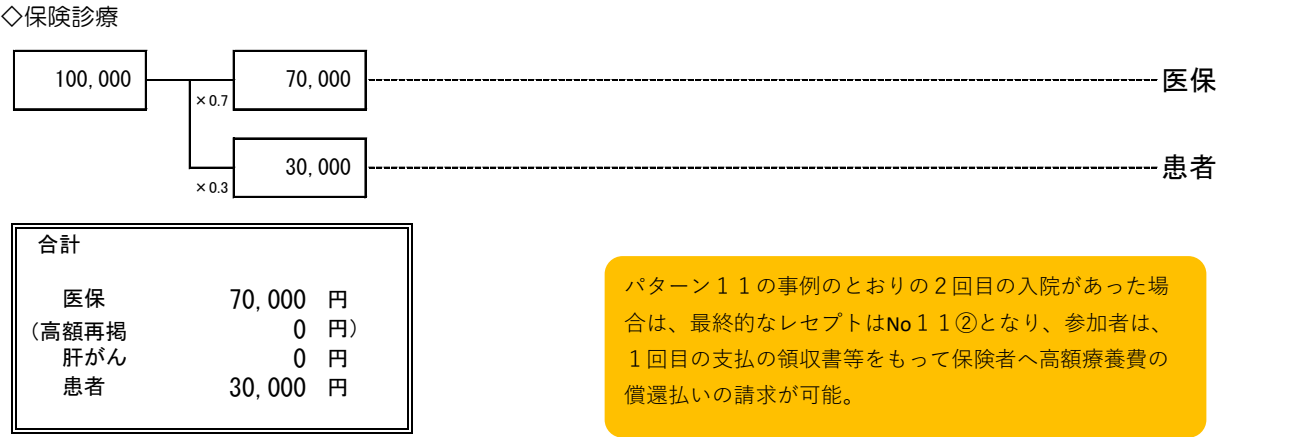 ◇保険診療
100,000
×0.7
70,000
医保
×0.3
30,000
患者
合計
医保 70,000 円
(高額再掲 0 円)
肝がん 0 円
患者 30,000 円
パターン11の事例のとおりの2回目の入院があった場
合は、最終的なレセプトはNo11②となり、参加者は、
1回目の支払の領収書等をもって保険者へ高額療養費の
償還払いの請求が可能。